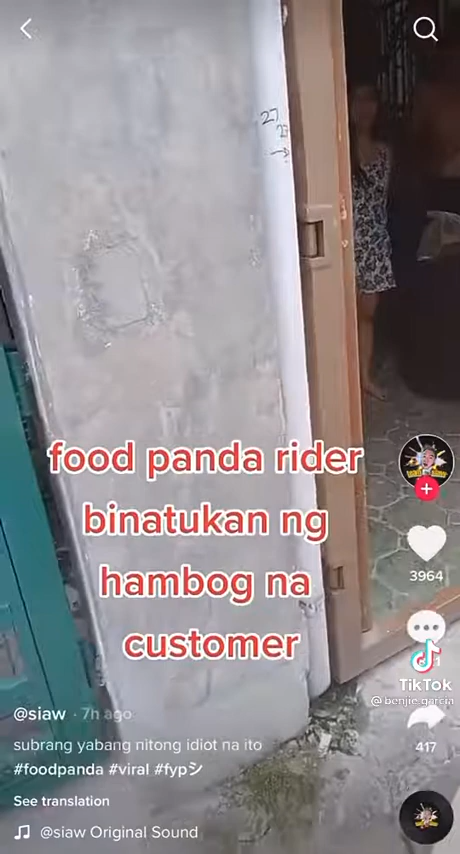 27
food panda rider
binatukan ng
hambog na
customer
3964
TikTok
@benjie.garcia
@siaw · 7h ago
417
subrang yabang nitong idiot na ito
#foodpanda #viral #fypシ
See translation
@siaw Original Sound